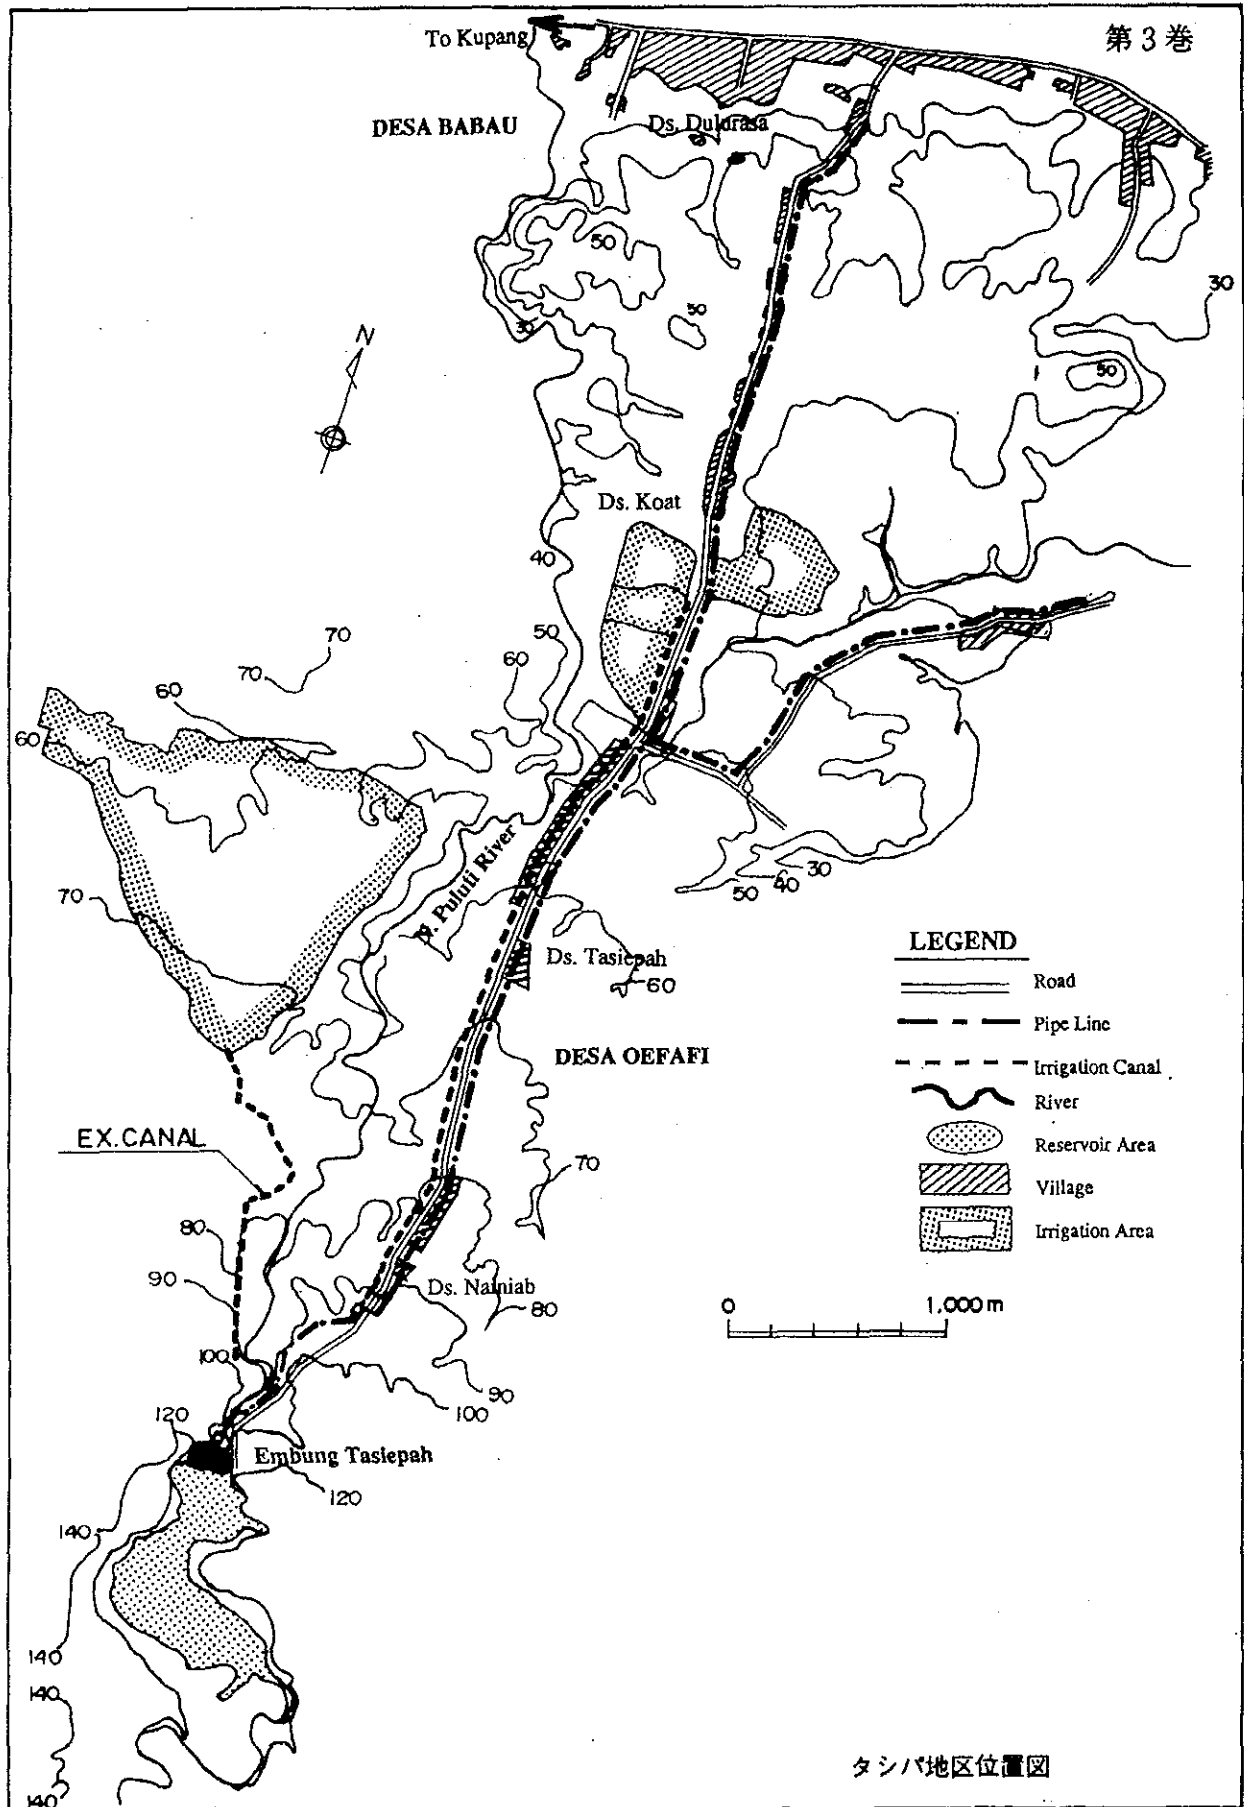 第3巻
To Kupang
DESA BABAU
Ds. Dulurasa
50
30
50
30
50
N
Ds. Koat
40
50
60
70
70
60
60
70
Puluti River
30
40
50
Ds. Tasiepah
60
DESA OEFAFI
LEGEND
Road
Pipe Line
Irrigation Canal
River
Reservoir Area
Village
Irrigation Area
0 1,000 m
EX.CANAL
70
80
90
Ds. Nainiab
80
100
90
100
120
Embung Tasiepah
120
140
140
140
140
タシパ地区位置図